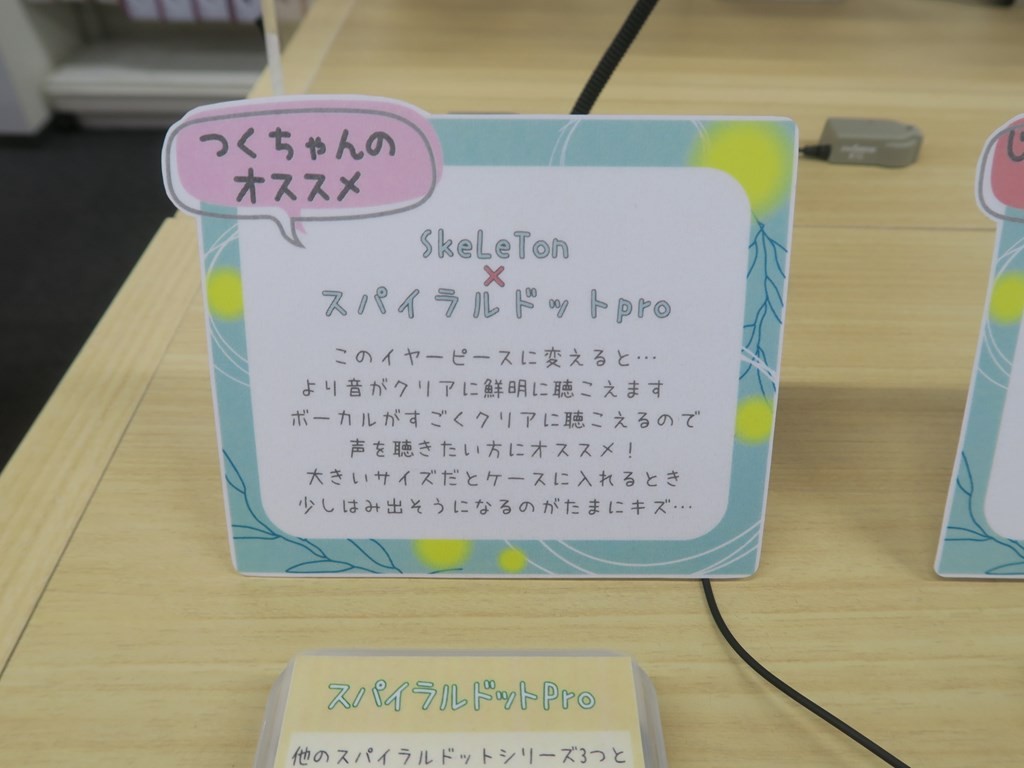 つくちゃんの
オススメ
SkeLeTon
×
スパイラルドットpro
このイヤーピースに変えると…
より音がクリアに鮮明に聴こえます
ボーカルがすごくクリアに聴こえるので
声を聴きたい方にオススメ!
大きいサイズだとケースに入れるとき
少しはみ出そうになるのがたまにキズ…
スパイラルドットPro
他のスパイラルドットシリーズ3つと